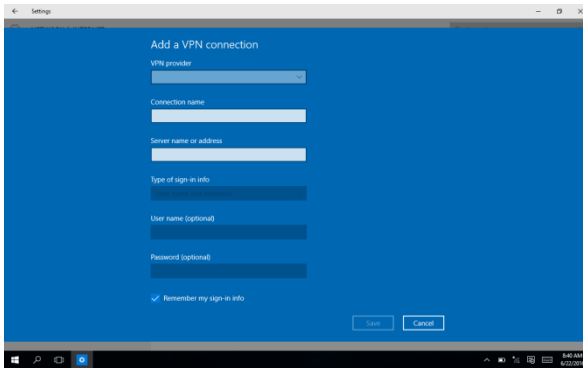 Settings
Add a VPN connection
VPN provider
Connection name
Server name or address
Type of sign-in info
User name (optional)
Password (optional)
Remember my sign-in info
Save
Cancel
8:40 AM